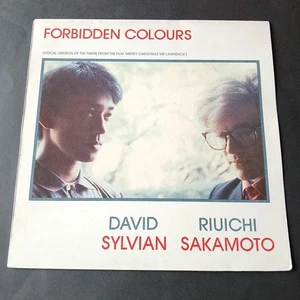 FORBIDDEN COLOURS
(VOCAL VERSION OF THE THEME FROM THE FILM 'MERRY CHRISTMAS MR LAWRENCE')
DAVID RIUICHI
SYLVIAN SAKAMOTO